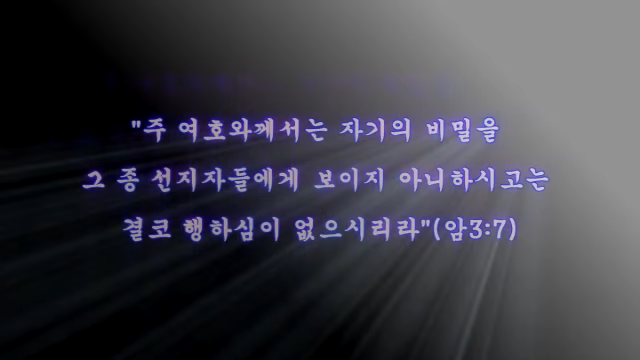 "주 여호와께서는 자기의 비밀을
그 종 선지자들에게 보이지 아니하시고는
결코 행하심이 없으시리라"(암3:7)